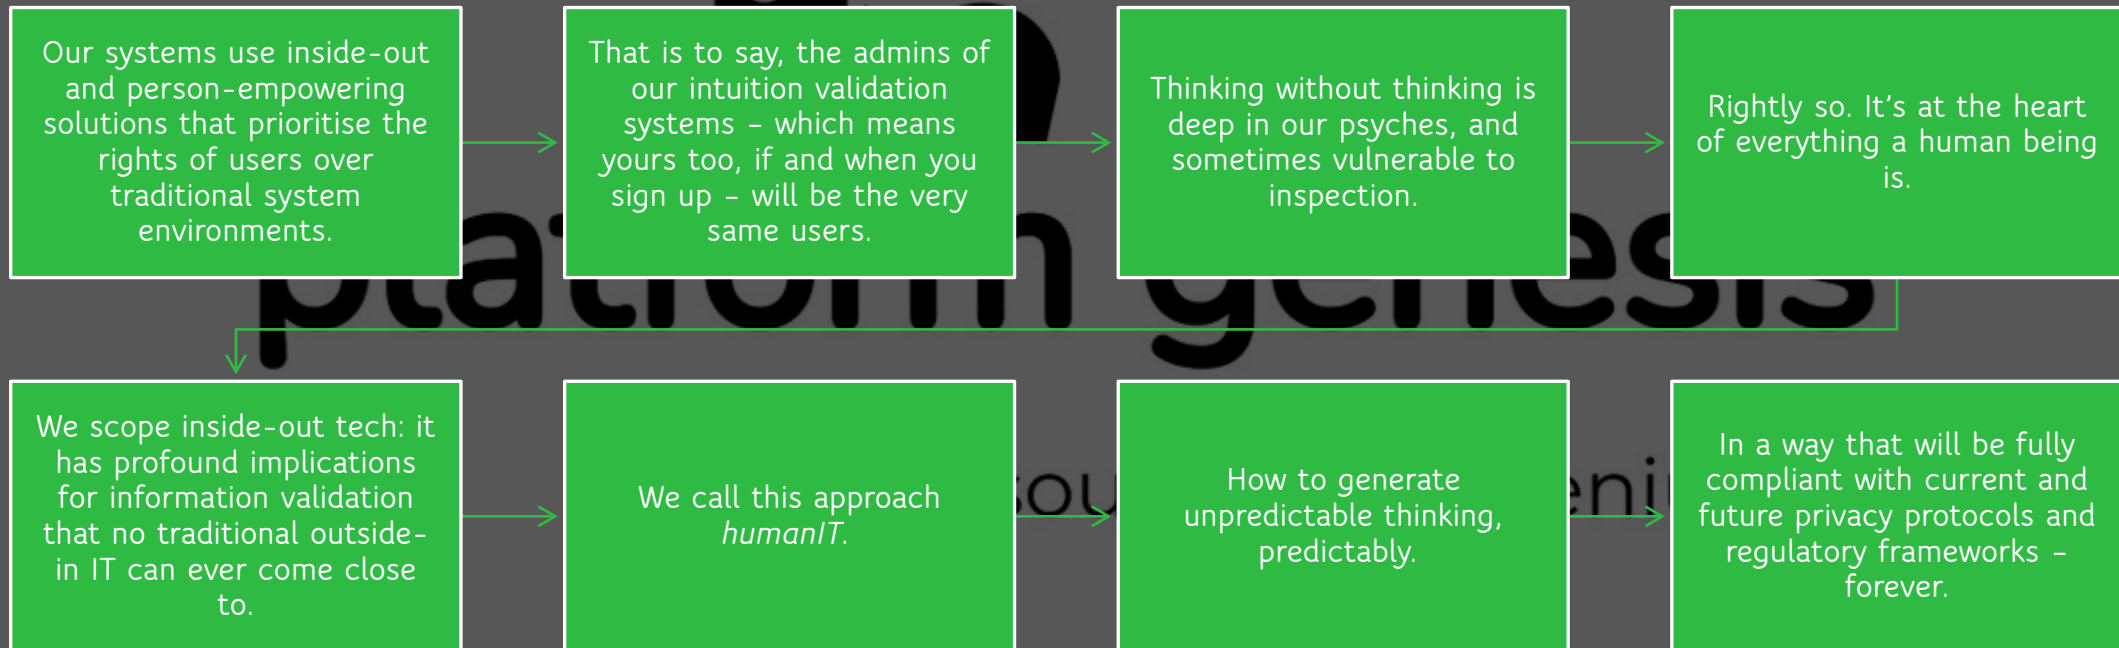 Our systems use inside-out
and person-empowering
solutions that prioritise the
rights of users over
traditional system
environments.
That is to say, the admins of
our intuition validation
systems – which means
yours too, if and when you
sign up – will be the very
same users.
Thinking without thinking is
deep in our psyches, and
sometimes vulnerable to
inspection.
Rightly so. It's at the heart
of everything a human being
is.
platform genesis
We scope inside-out tech: it
has profound implications
for information validation
that no traditional outside-
in IT can ever come close
to.
We call this approach
humanIT.
How to generate
unpredictable thinking,
predictably.
In a way that will be fully
compliant with current and
future privacy protocols and
regulatory frameworks –
forever.